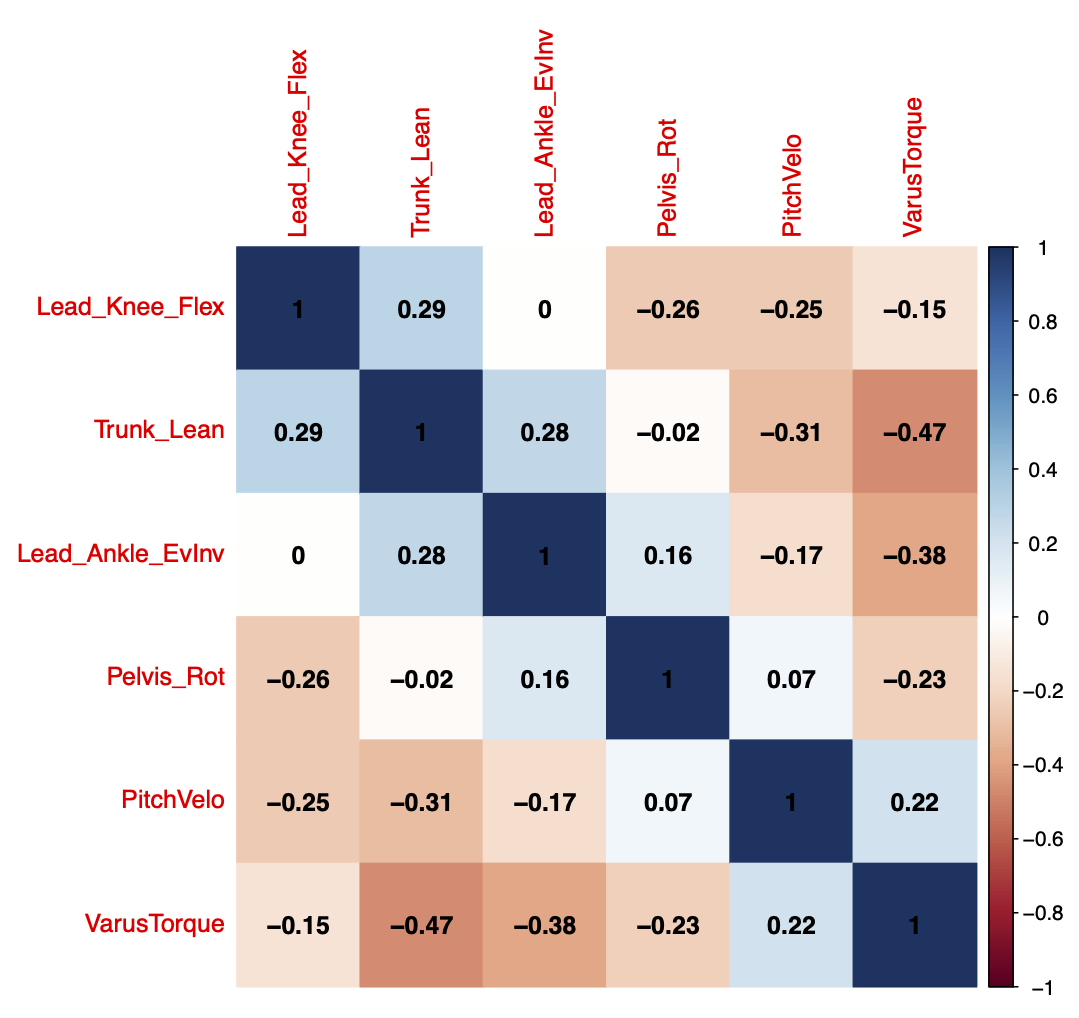 Lead_Knee_Flex
Trunk_Lean
Lead_Ankle_EvInv
Pelvis_Rot
PitchVelo
VarusTorque
Lead_Knee_Flex 1 0.29 0 −0.26 −0.25 −0.15
Trunk_Lean 0.29 1 0.28 −0.02 −0.31 −0.47
Lead_Ankle_EvInv 0 0.28 1 0.16 −0.17 −0.38
Pelvis_Rot −0.26 −0.02 0.16 1 0.07 −0.23
PitchVelo −0.25 −0.31 −0.17 0.07 1 0.22
VarusTorque −0.15 −0.47 −0.38 −0.23 0.22 1
1
0.8
0.6
0.4
0.2
0
−0.2
−0.4
−0.6
−0.8
−1